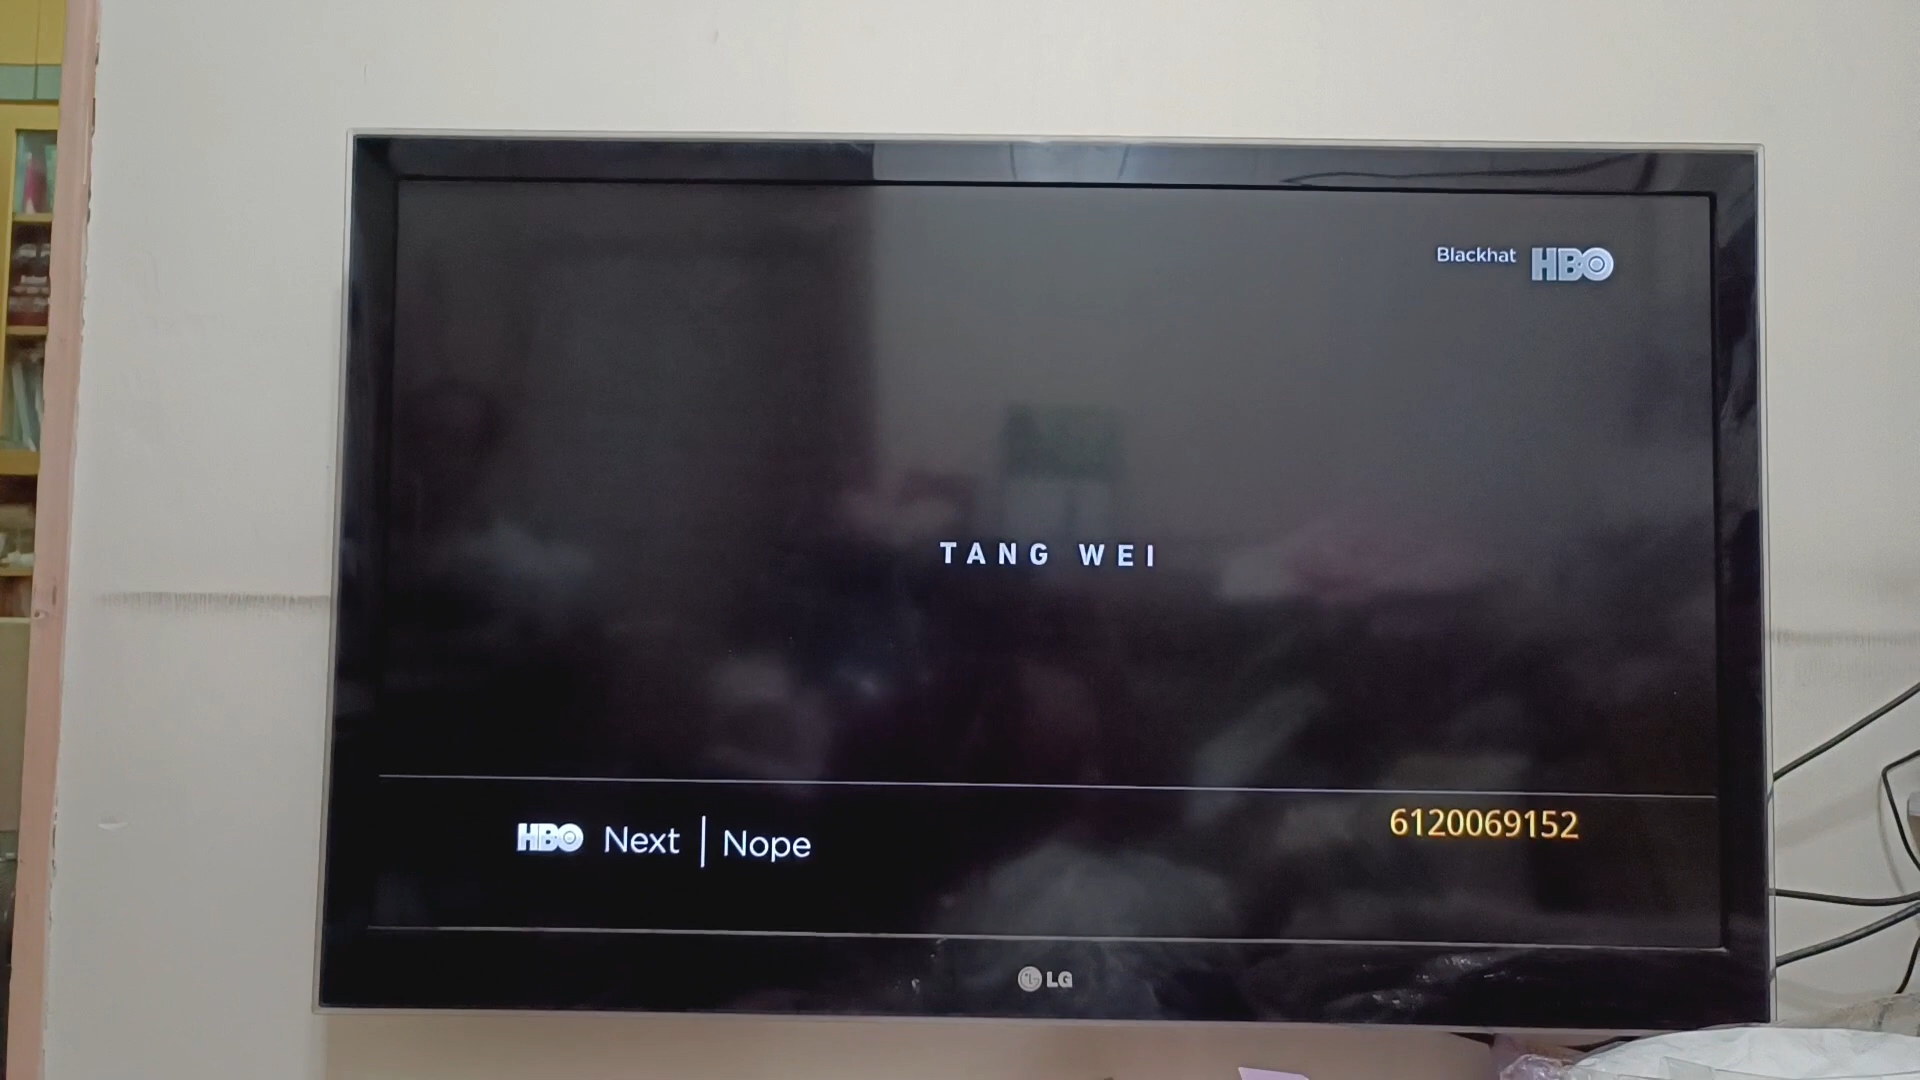 Blackhat HBO
TANG WEI
HBO Next | Nope
6120069152
LG